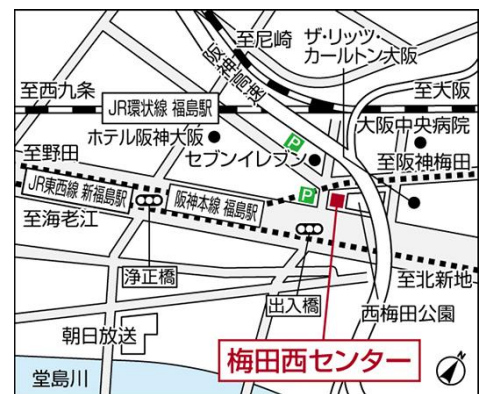 至尼崎
ザ・リッツ・
カールトン大阪
阪神高速
至西九条
至大阪
JR環状線 福島駅
大阪中央病院
ホテル阪神大阪
P
至野田
セブンイレブン
至阪神梅田
JR東西線 新福島駅
阪神本線 福島駅
P
至海老江
浄正橋
出入橋
至北新地
西梅田公園
朝日放送
梅田西センター
堂島川